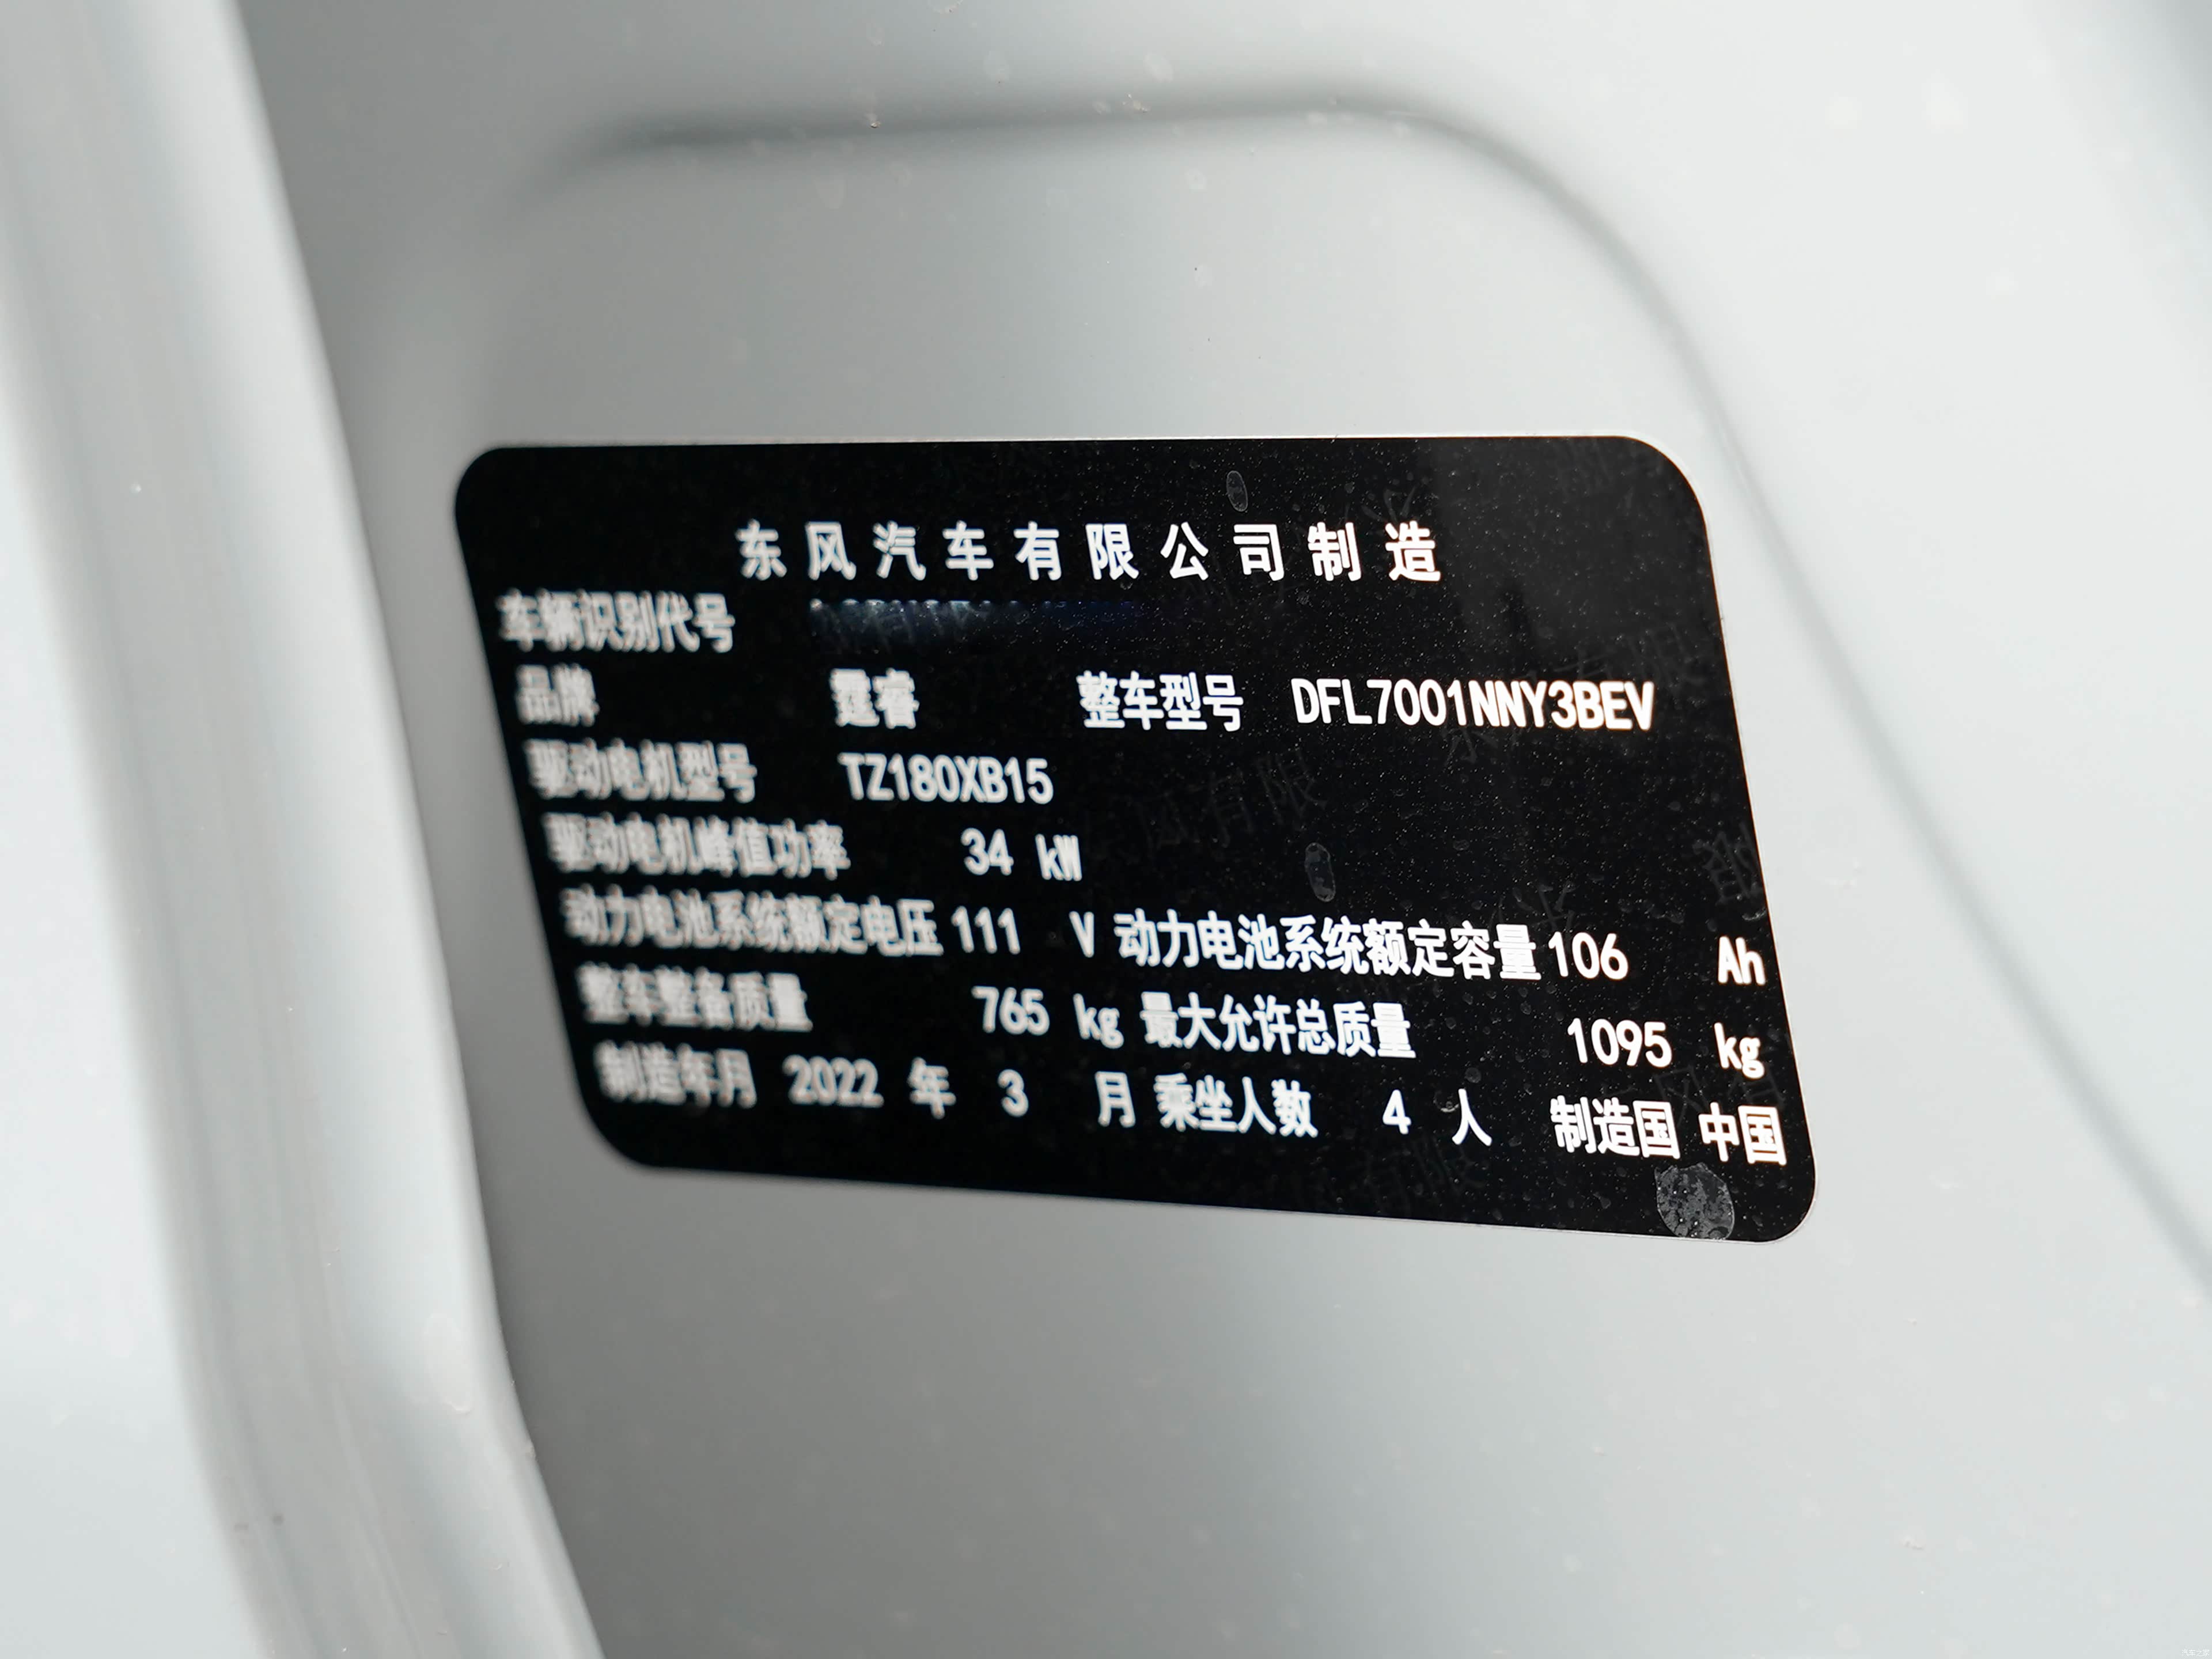 东风汽车有限公司制造
车辆识别代号
品牌 霆睿 整车型号 DFL7001NNY3BEV
驱动电机型号 TZ180XB15
驱动电机峰值功率 34 kW
动力电池系统额定电压 111 V 动力电池系统额定容量 106 Ah
整车整备质量 765 kg 最大允许总质量 1095 kg
制造年月 2022 年 3 月 乘坐人数 4 人 制造国 中国